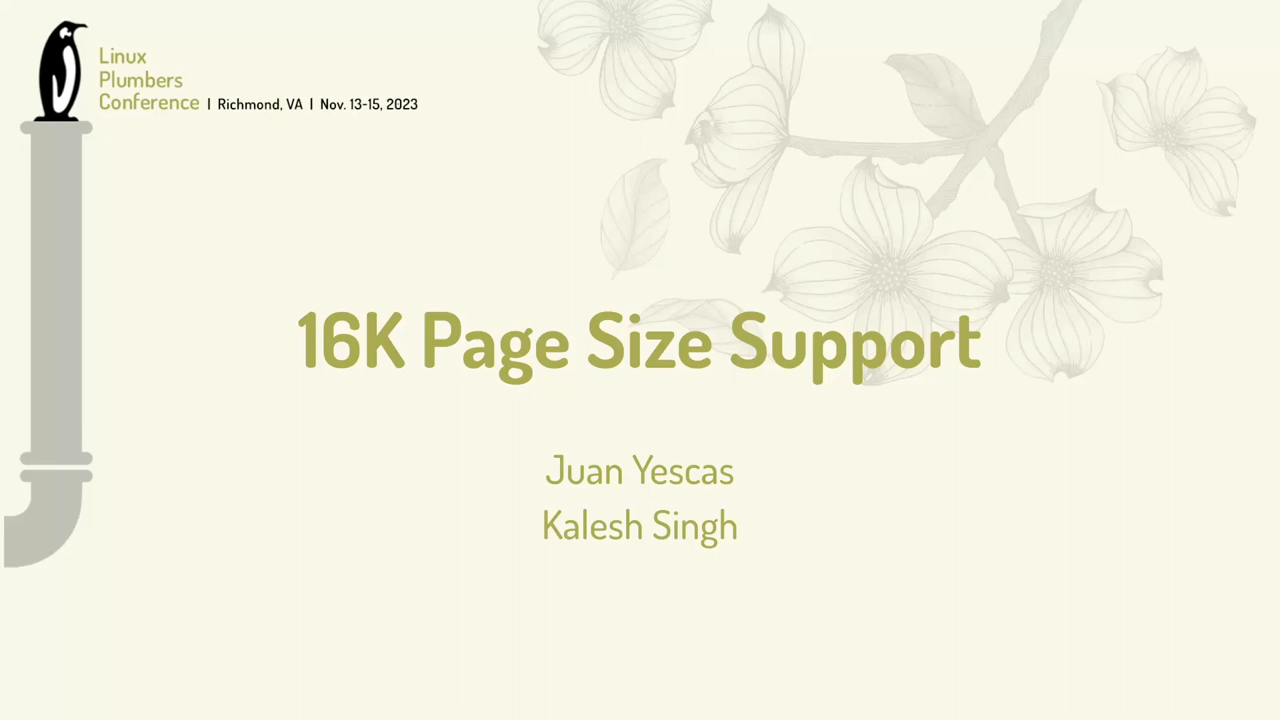 Linux
Plumbers
Conference | Richmond, VA | Nov. 13-15, 2023
16K Page Size Support
Juan Yescas
Kalesh Singh